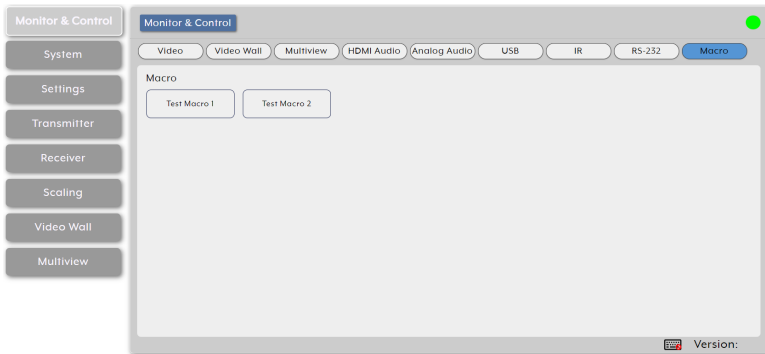 Monitor & Control
System
Settings
Transmitter
Receiver
Scaling
Video Wall
Multiview
Monitor & Control
Video Video Wall Multiview HDMI Audio Analog Audio USB IR RS-232 Macro
Macro
Test Macro 1 Test Macro 2
Version: